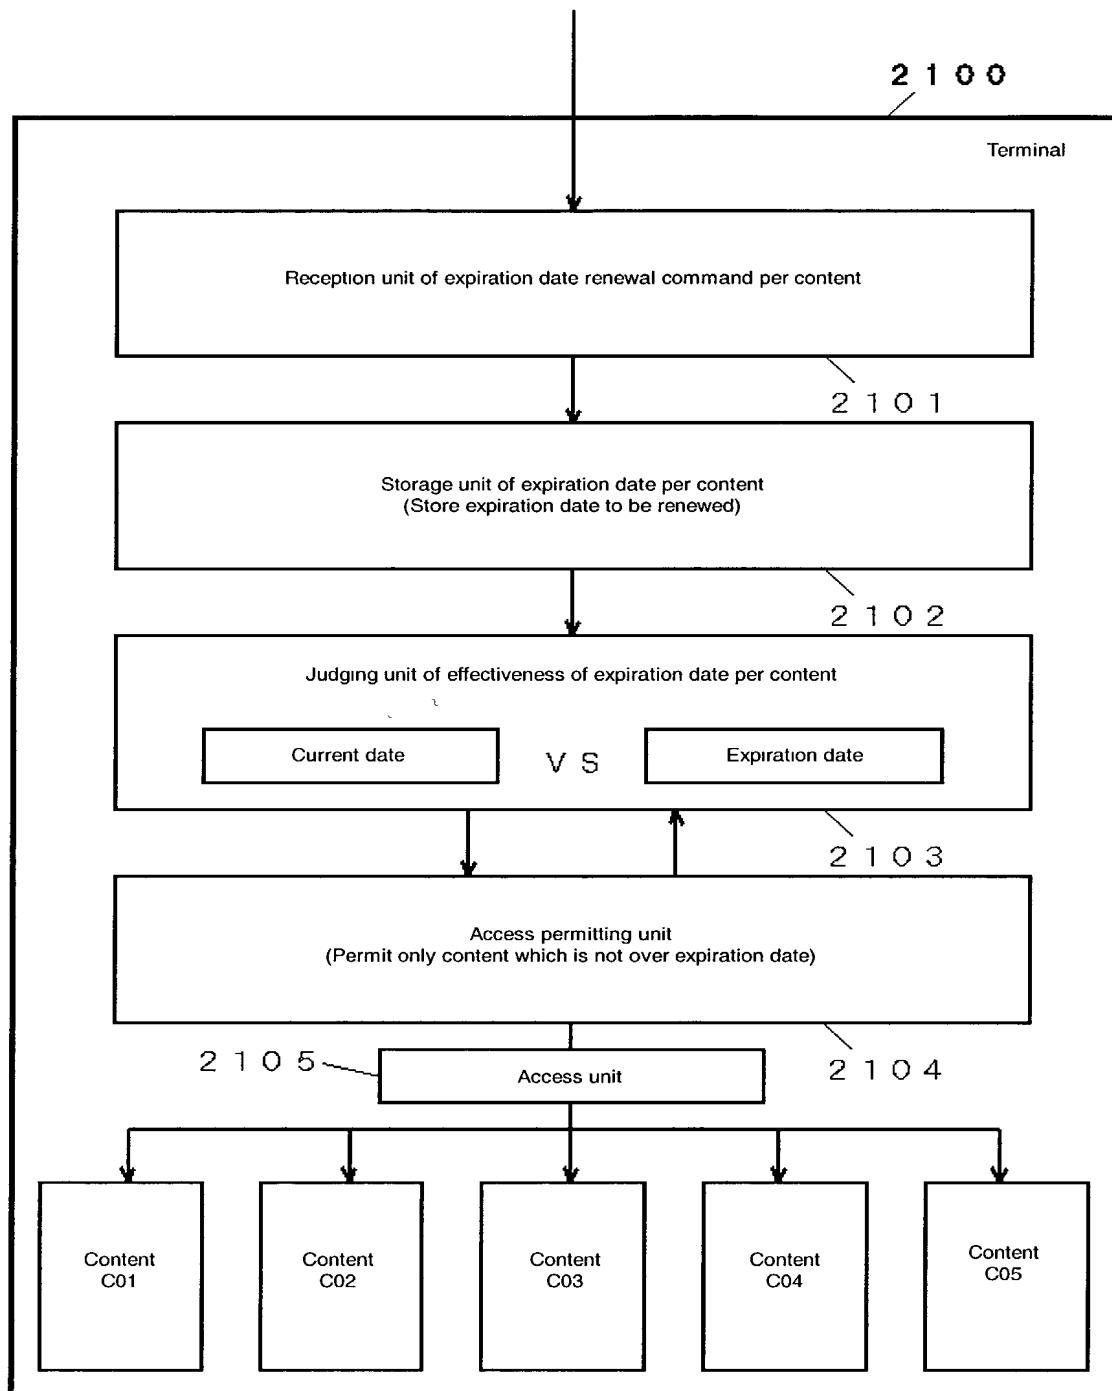 2100
Terminal
Reception unit of expiration date renewal command per content
2101
Storage unit of expiration date per content
(Store expiration date to be renewed)
2102
Judging unit of effectiveness of expiration date per content
Current date
VS
Expiration date
2103
Access permitting unit
(Permit only content which is not over expiration date)
2104
2105
Access unit
Content
C01
Content
C02
Content
C03
Content
C04
Content
C05